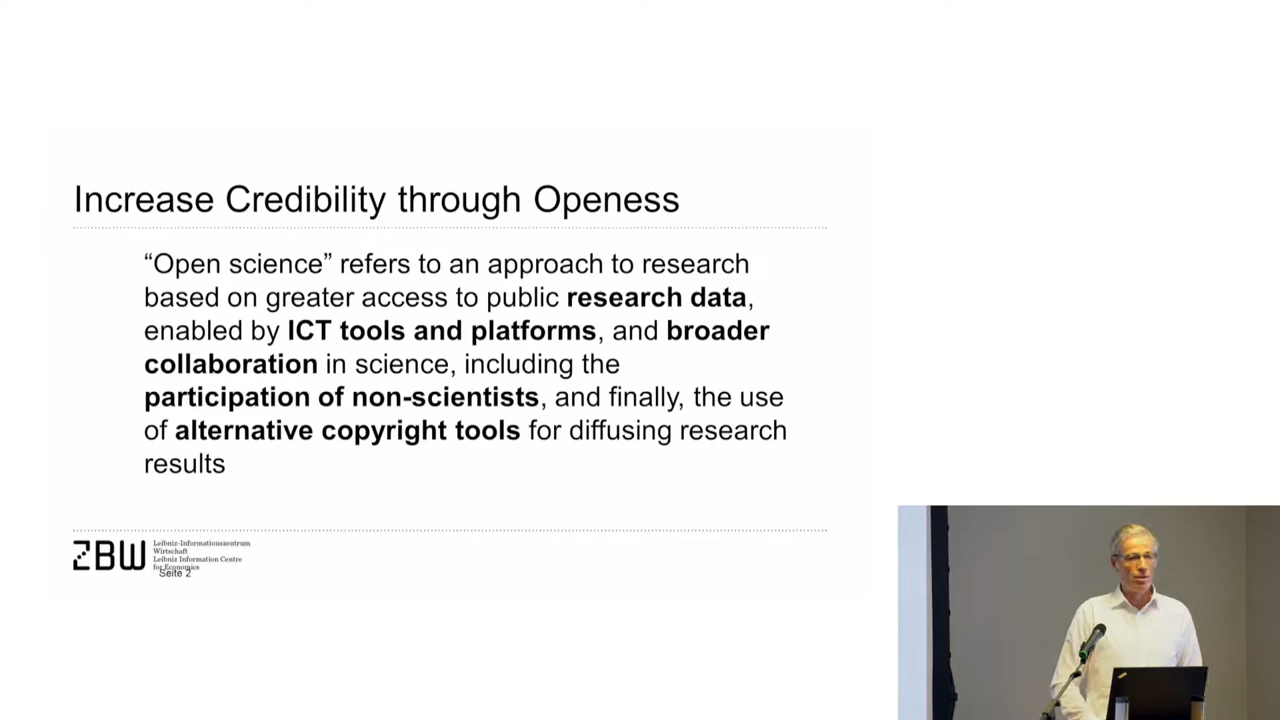 Increase Credibility through Openess
“Open science” refers to an approach to research
based on greater access to public research data,
enabled by ICT tools and platforms, and broader
collaboration in science, including the
participation of non-scientists, and finally, the use
of alternative copyright tools for diffusing research
results
ZBW
Leibniz-Informationszentrum
Wirtschaft
Leibniz Information Centre
for Economics
Seite 2